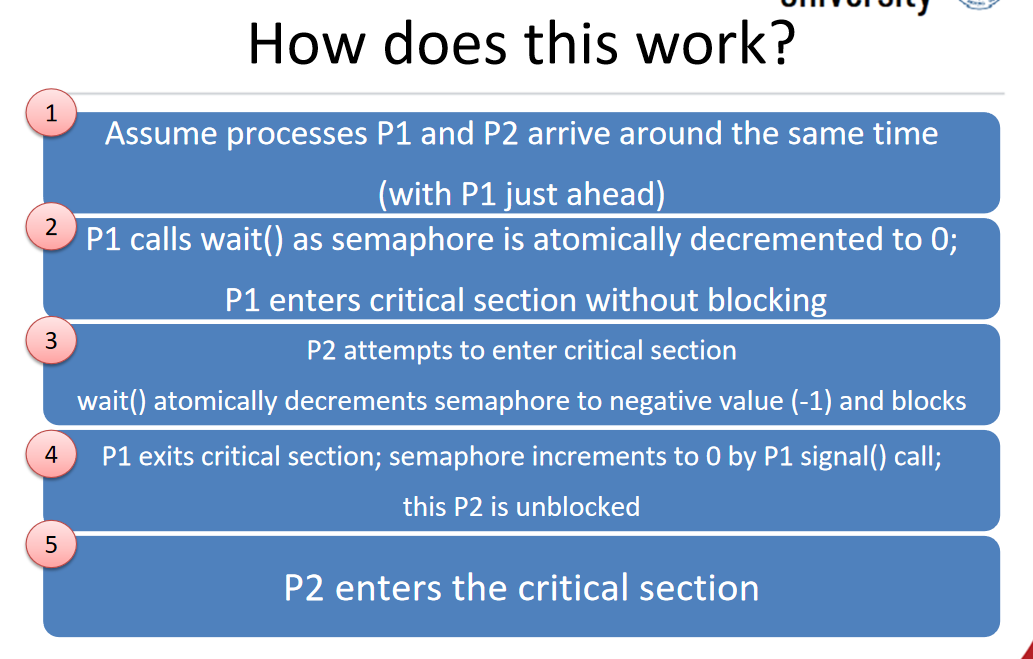 University
How does this work?
1
Assume processes P1 and P2 arrive around the same time
(with P1 just ahead)
2
P1 calls wait() as semaphore is atomically decremented to 0;
P1 enters critical section without blocking
3
P2 attempts to enter critical section
wait() atomically decrements semaphore to negative value (-1) and blocks
4
P1 exits critical section; semaphore increments to 0 by P1 signal() call;
this P2 is unblocked
5
P2 enters the critical section